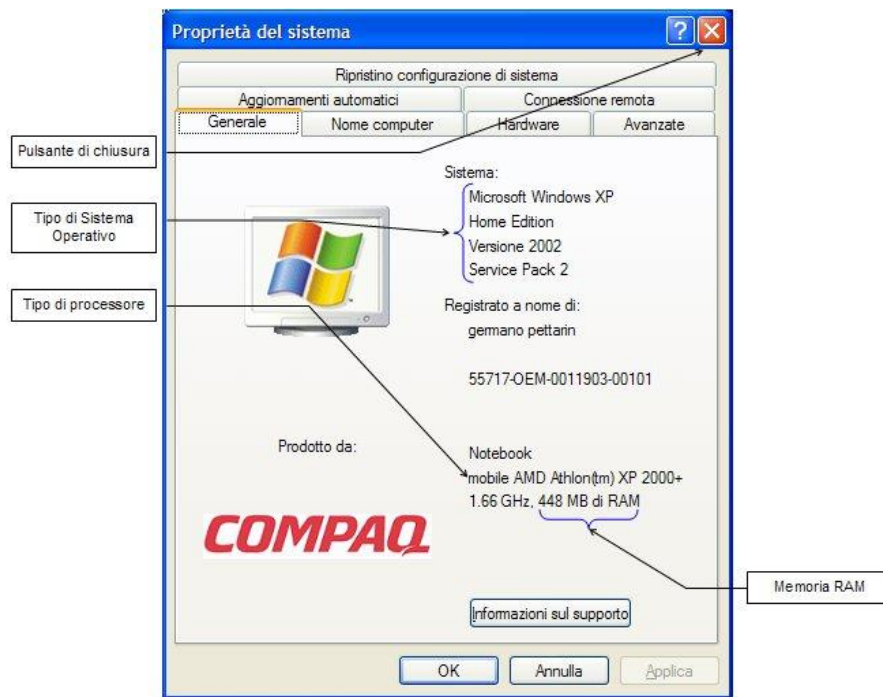 Proprietà del sistema
Ripristino configurazione di sistema
Aggiornamenti automatici
Connessione remota
Generale
Nome computer
Hardware
Avanzate
Pulsante di chiusura
Sistema:
Microsoft Windows XP
Home Edition
Versione 2002
Service Pack 2
Tipo di Sistema
Operativo
Tipo di processore
Registrato a nome di:
germano pettarin
55717-OEM-0011903-00101
Prodotto da:
Notebook
mobile AMD Athlon(tm) XP 2000+
1.66 GHz, 448 MB di RAM
COMPAQ
Memoria RAM
Informazioni sul supporto
OK
Annulla
Applica